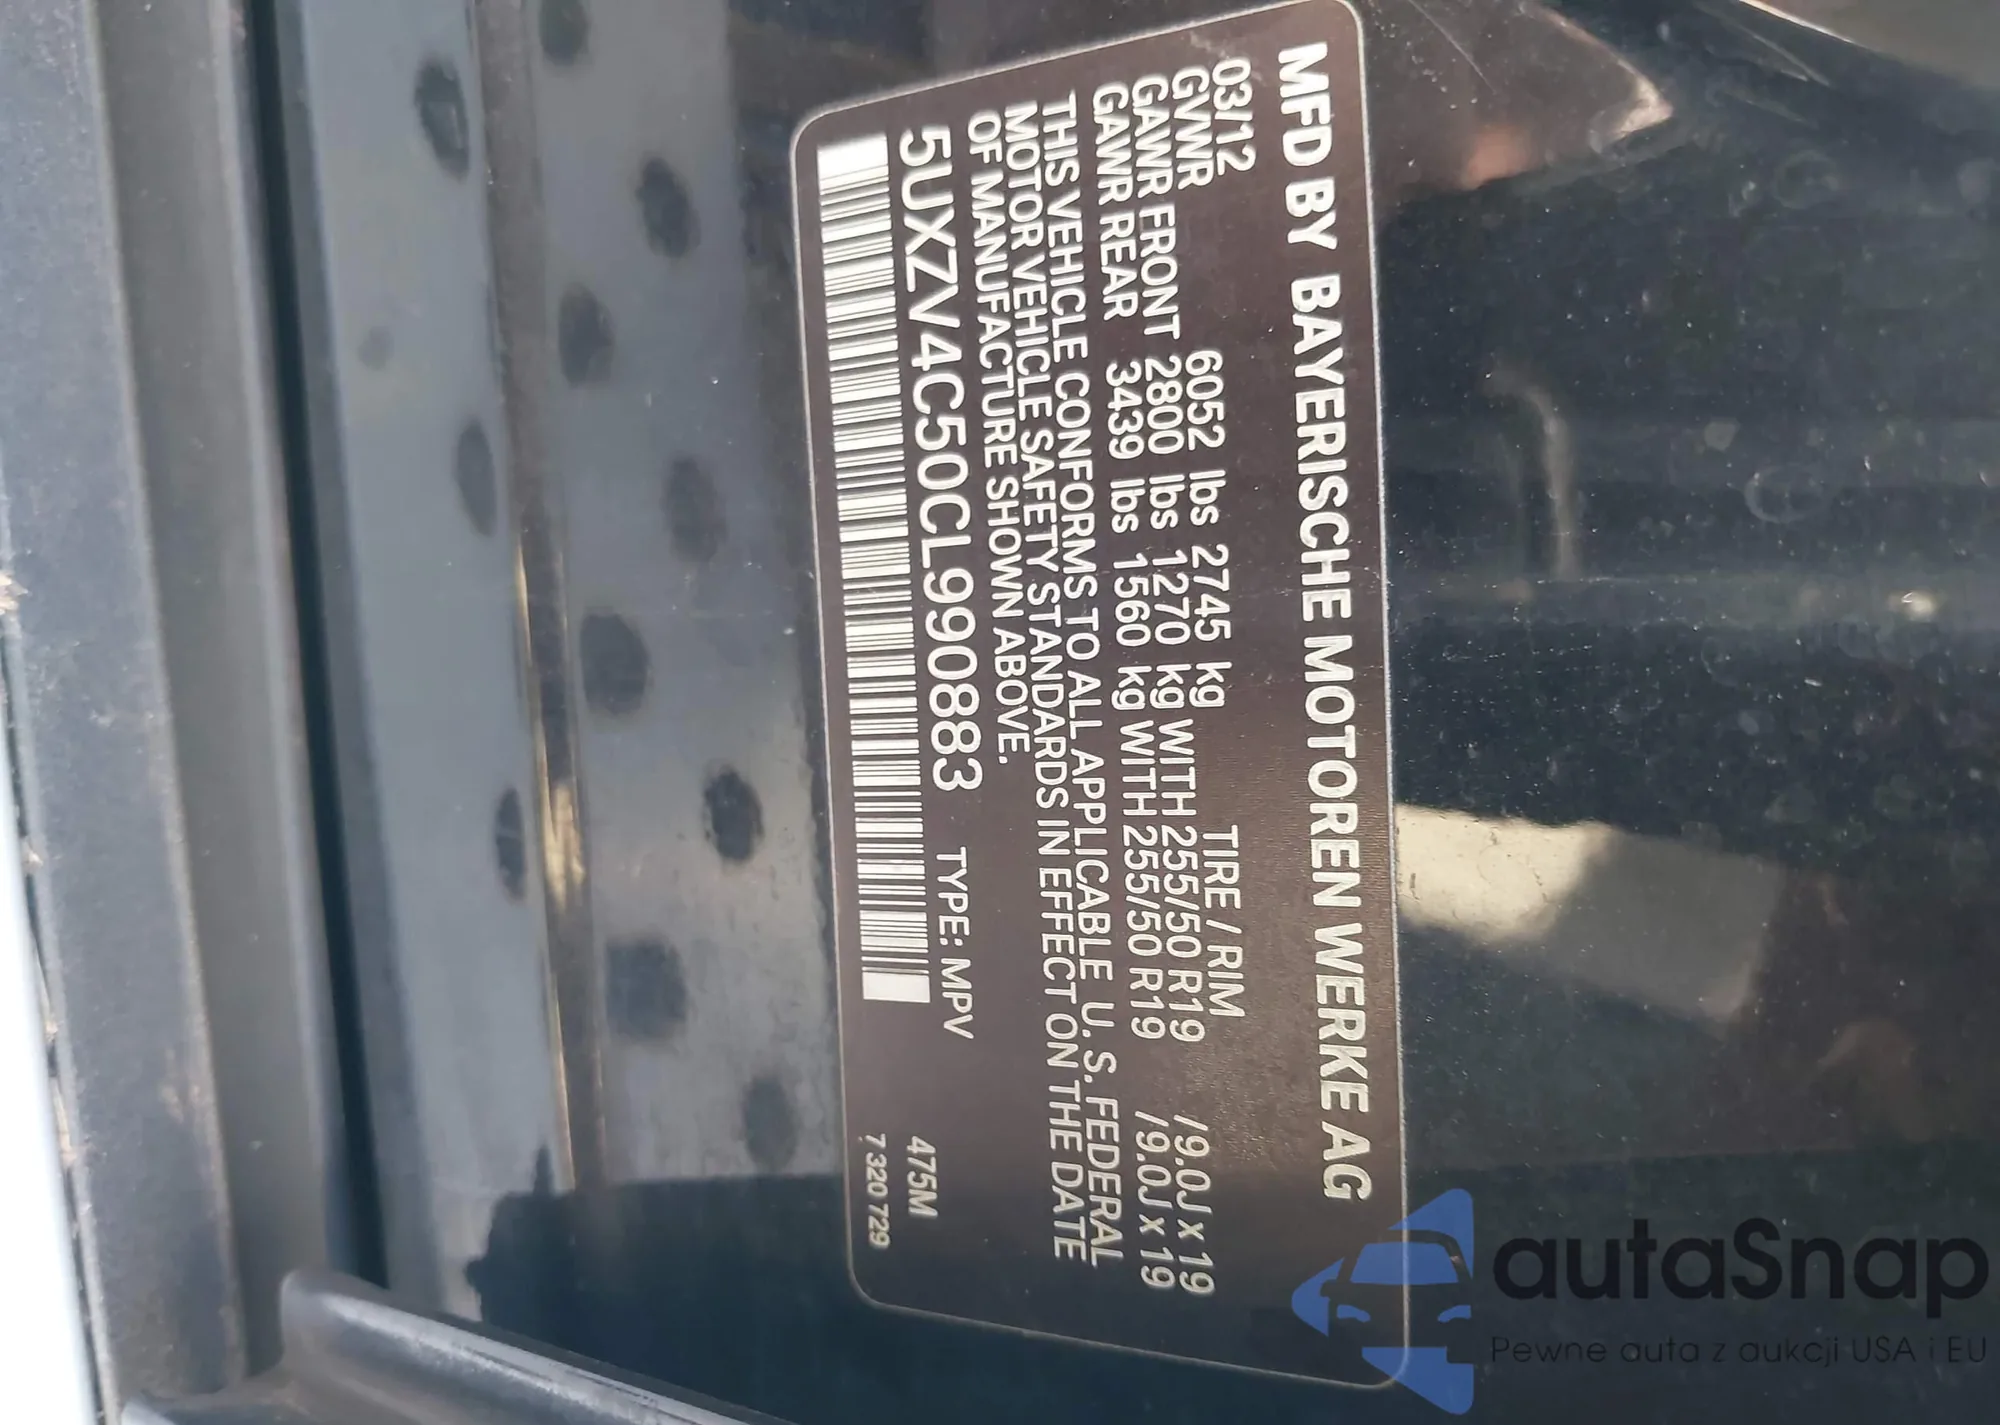 MFD BY BAYERISCHE MOTOREN WERKE AG
03/12 TIRE / RIM
GVWR 6052 lbs 2745 kg
GAWR FRONT 2800 lbs 1270 kg WITH 255/50 R19 /9.0J x 19
GAWR REAR 3439 lbs 1560 kg WITH 255/50 R19 /9.0J x 19
THIS VEHICLE CONFORMS TO ALL APPLICABLE U. S. FEDERAL
MOTOR VEHICLE SAFETY STANDARDS IN EFFECT ON THE DATE
OF MANUFACTURE SHOWN ABOVE.
5UXZV4C50CL990883 TYPE: MPV 475M
7 320 729
autaSnap
Pewne auta z aukcji USA i EU